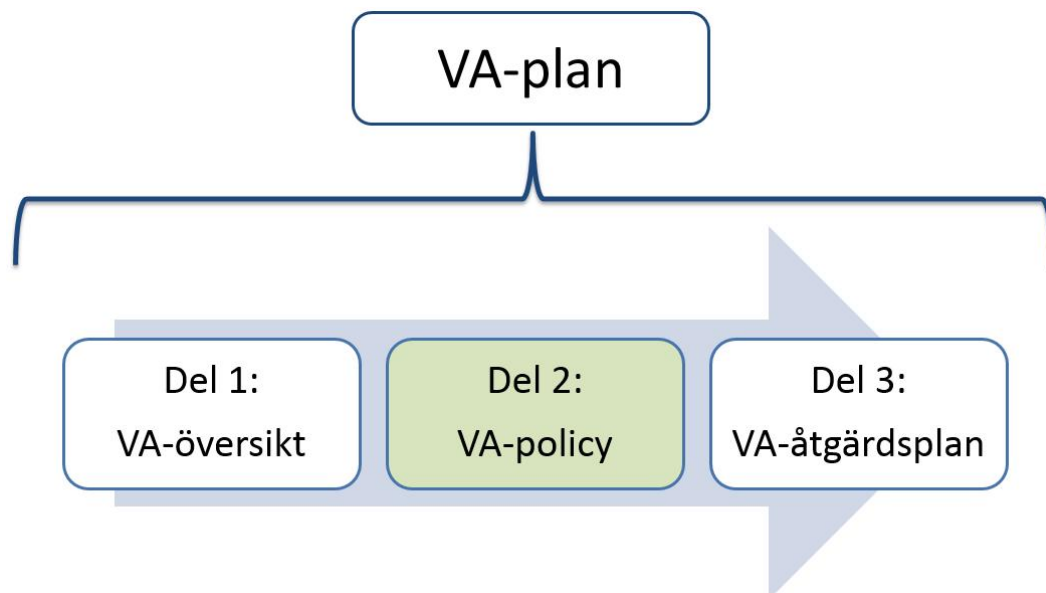 VA-plan
Del 1:
VA-översikt
Del 2:
VA-policy
Del 3:
VA-åtgärdsplan